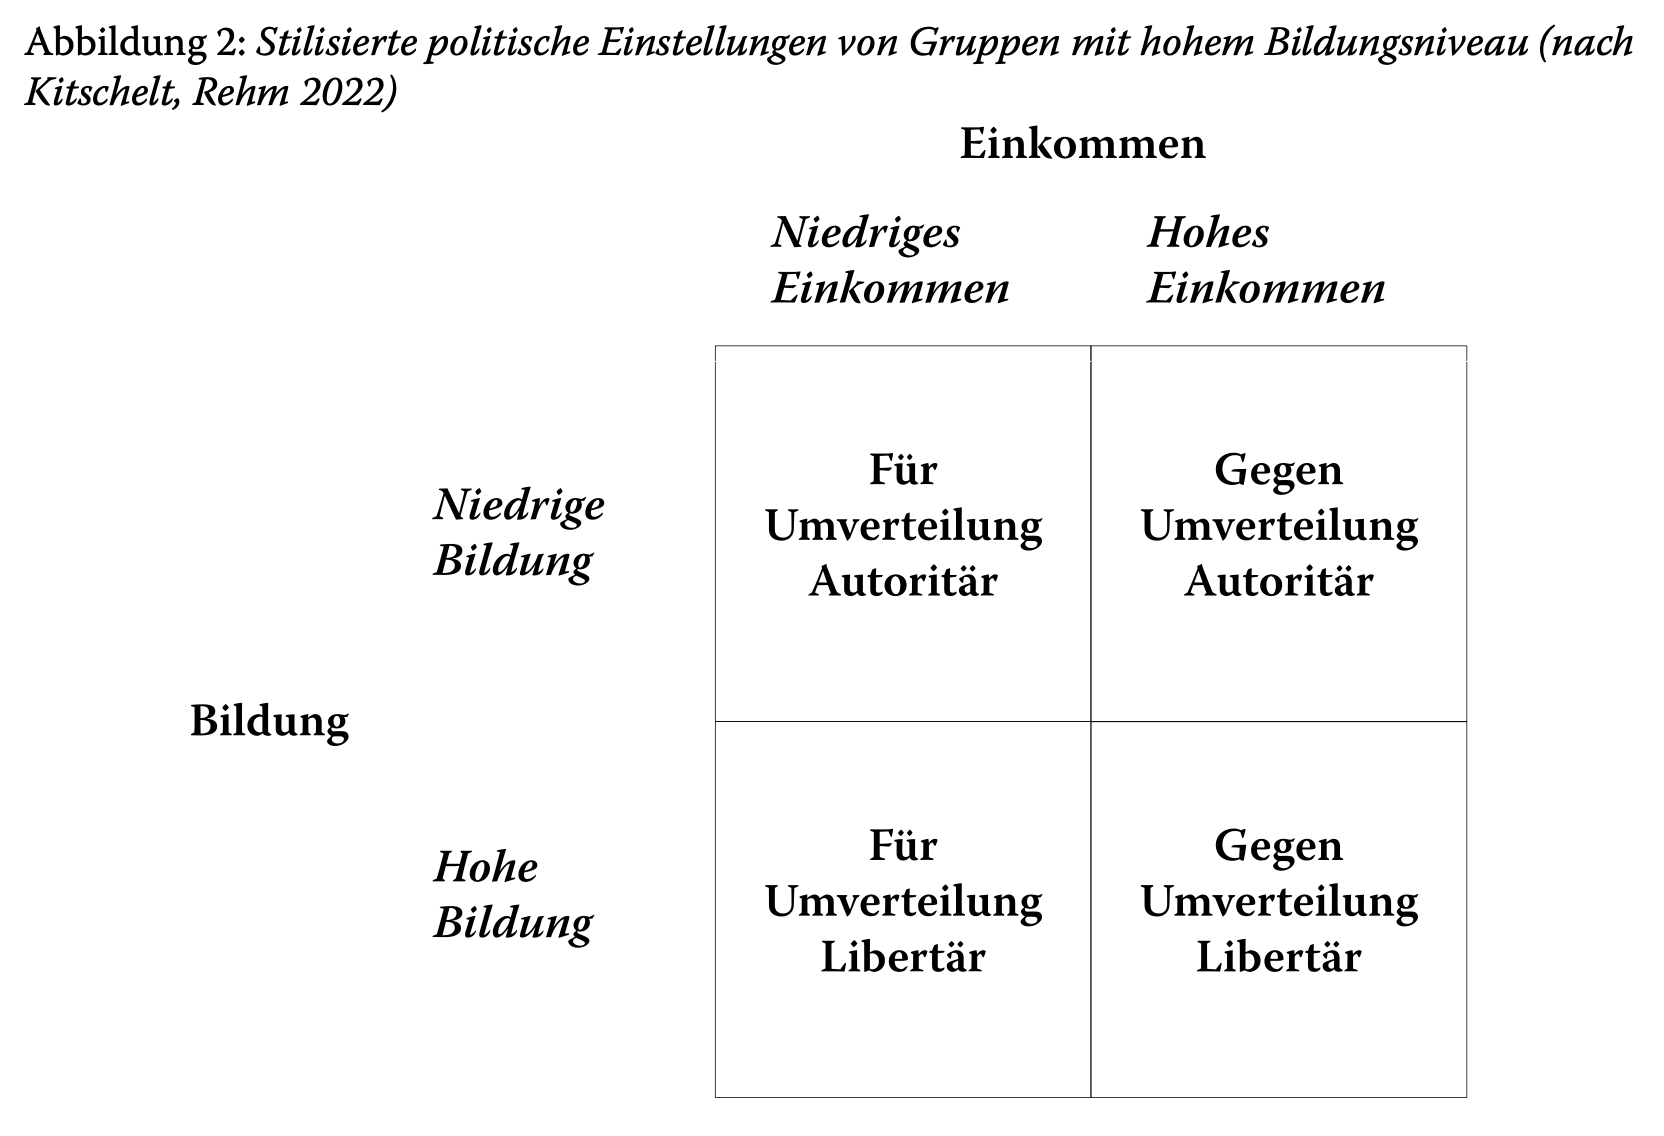 Abbildung 2: Stilisierte politische Einstellungen von Gruppen mit hohem Bildungsniveau (nach
Kitschelt, Rehm 2022)
Einkommen
Niedriges
Einkommen
Hohes
Einkommen
Niedrige
Bildung
Für
Umverteilung
Autoritär
Gegen
Umverteilung
Autoritär
Bildung
Hohe
Bildung
Für
Umverteilung
Libertär
Gegen
Umverteilung
Libertär